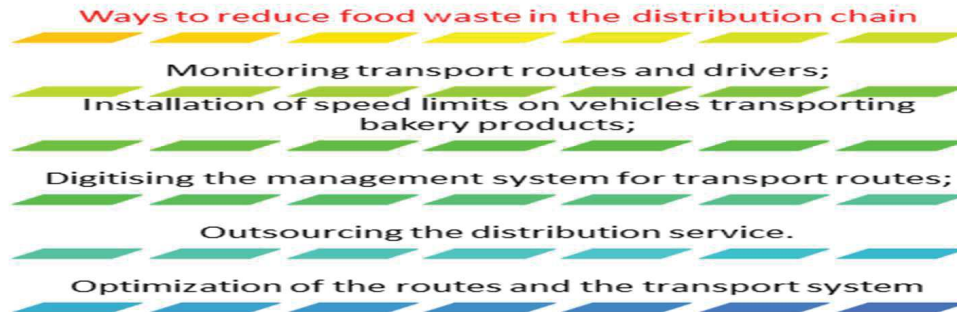 Ways to reduce food waste in the distribution chain
Monitoring transport routes and drivers;
Installation of speed limits on vehicles transporting
bakery products;
Digitising the management system for transport routes;
Outsourcing the distribution service.
Optimization of the routes and the transport system